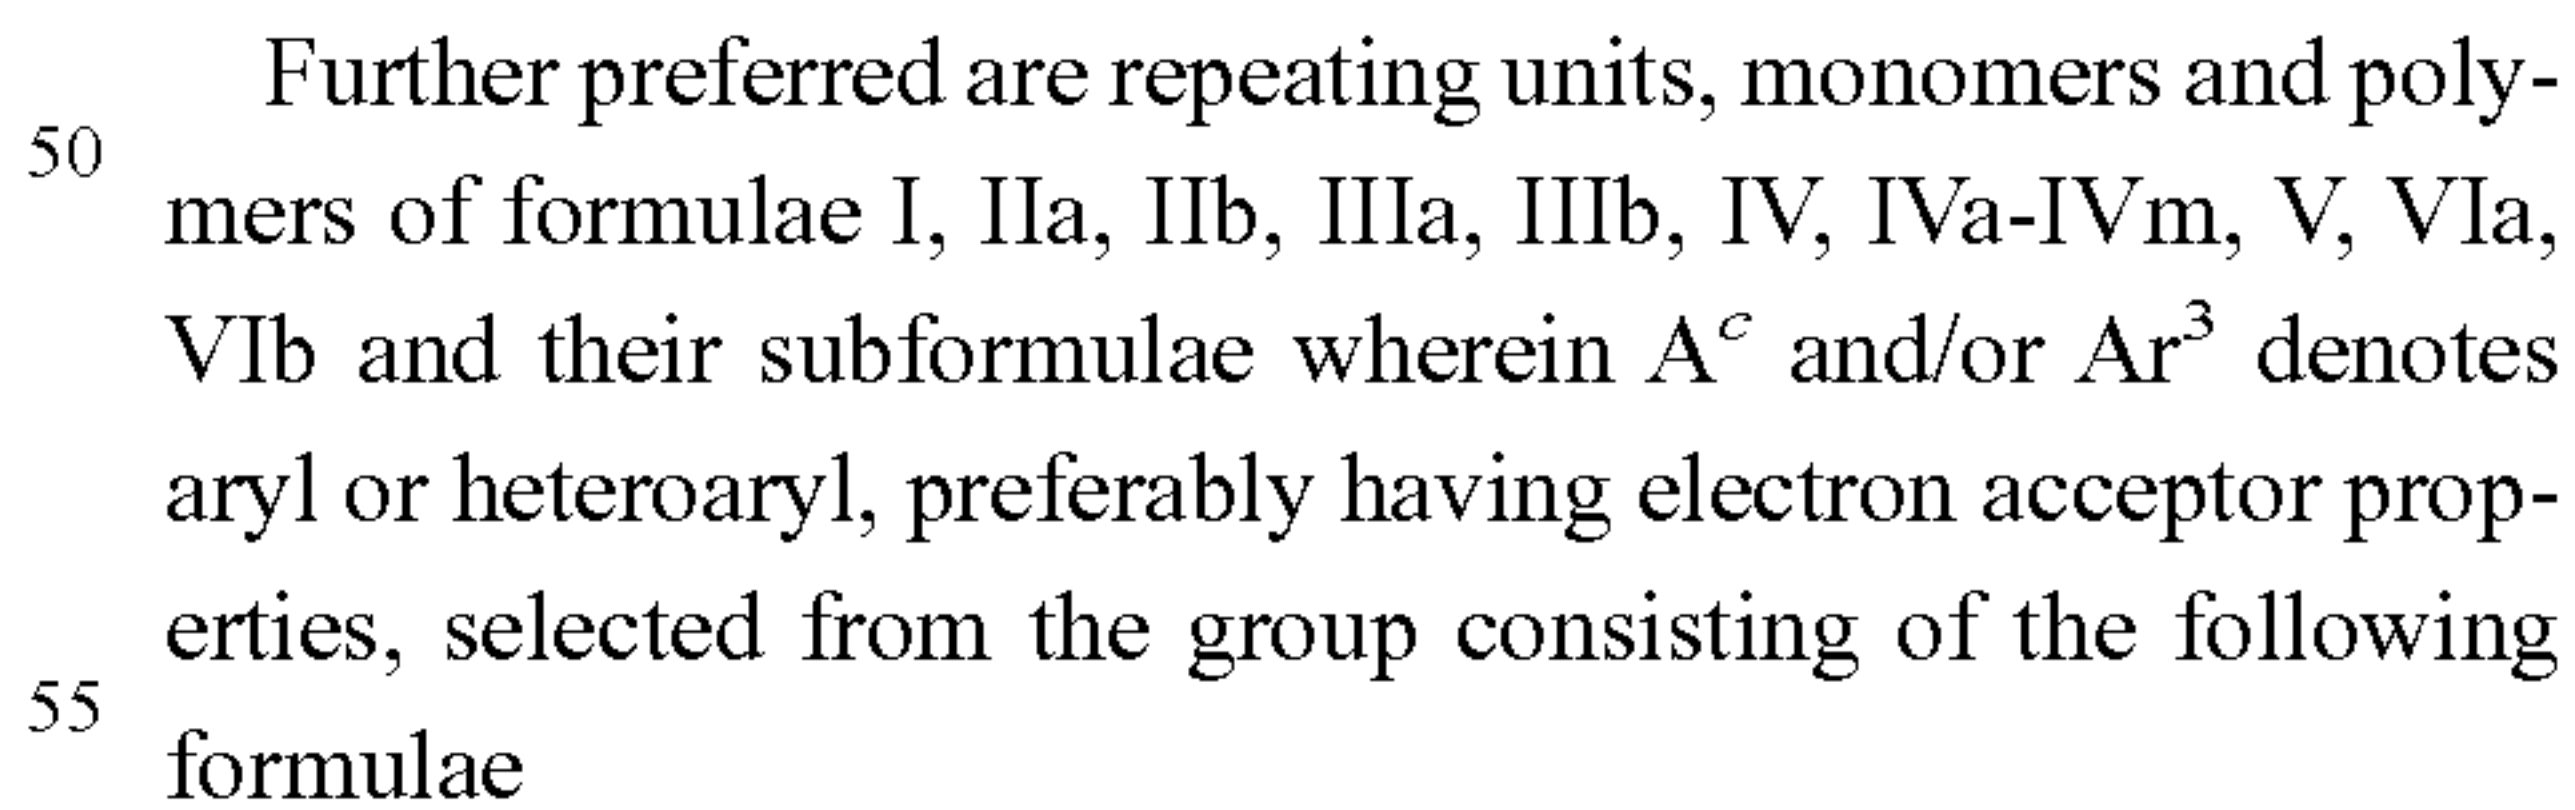 Further preferred are repeating units, monomers and poly-
50
mers of formulae I, IIa, IIb, IIIa, IIIb, IV, IVa-IVm, V, VIa,
VIb and their subformulae wherein A^c and/or Ar³ denotes
aryl or heteroaryl, preferably having electron acceptor prop-
erties, selected from the group consisting of the following
55
formulae